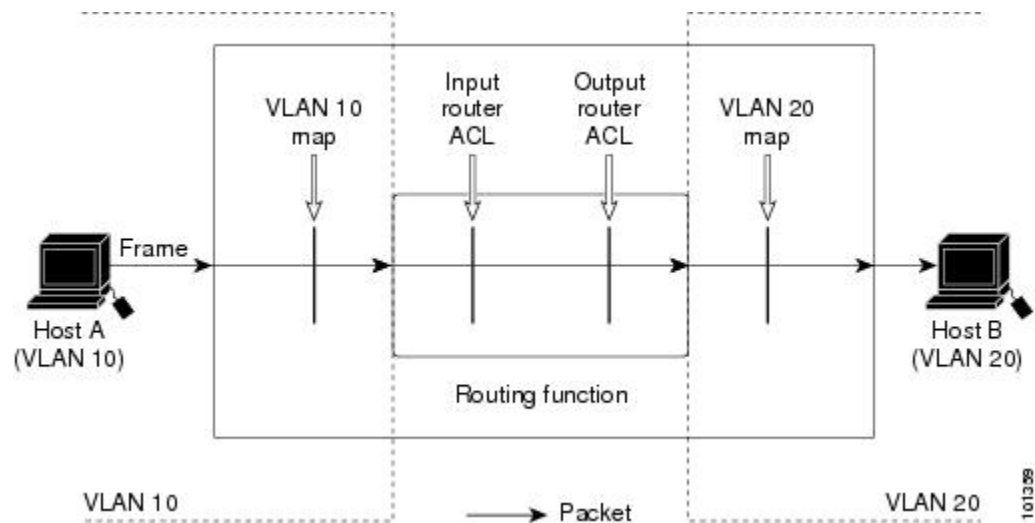 VLAN 10
map
Input
router
ACL
Output
router
ACL
VLAN 20
map
Frame
Host A
(VLAN 10)
Host B
(VLAN 20)
Routing function
VLAN 10
Packet
VLAN 20
101359